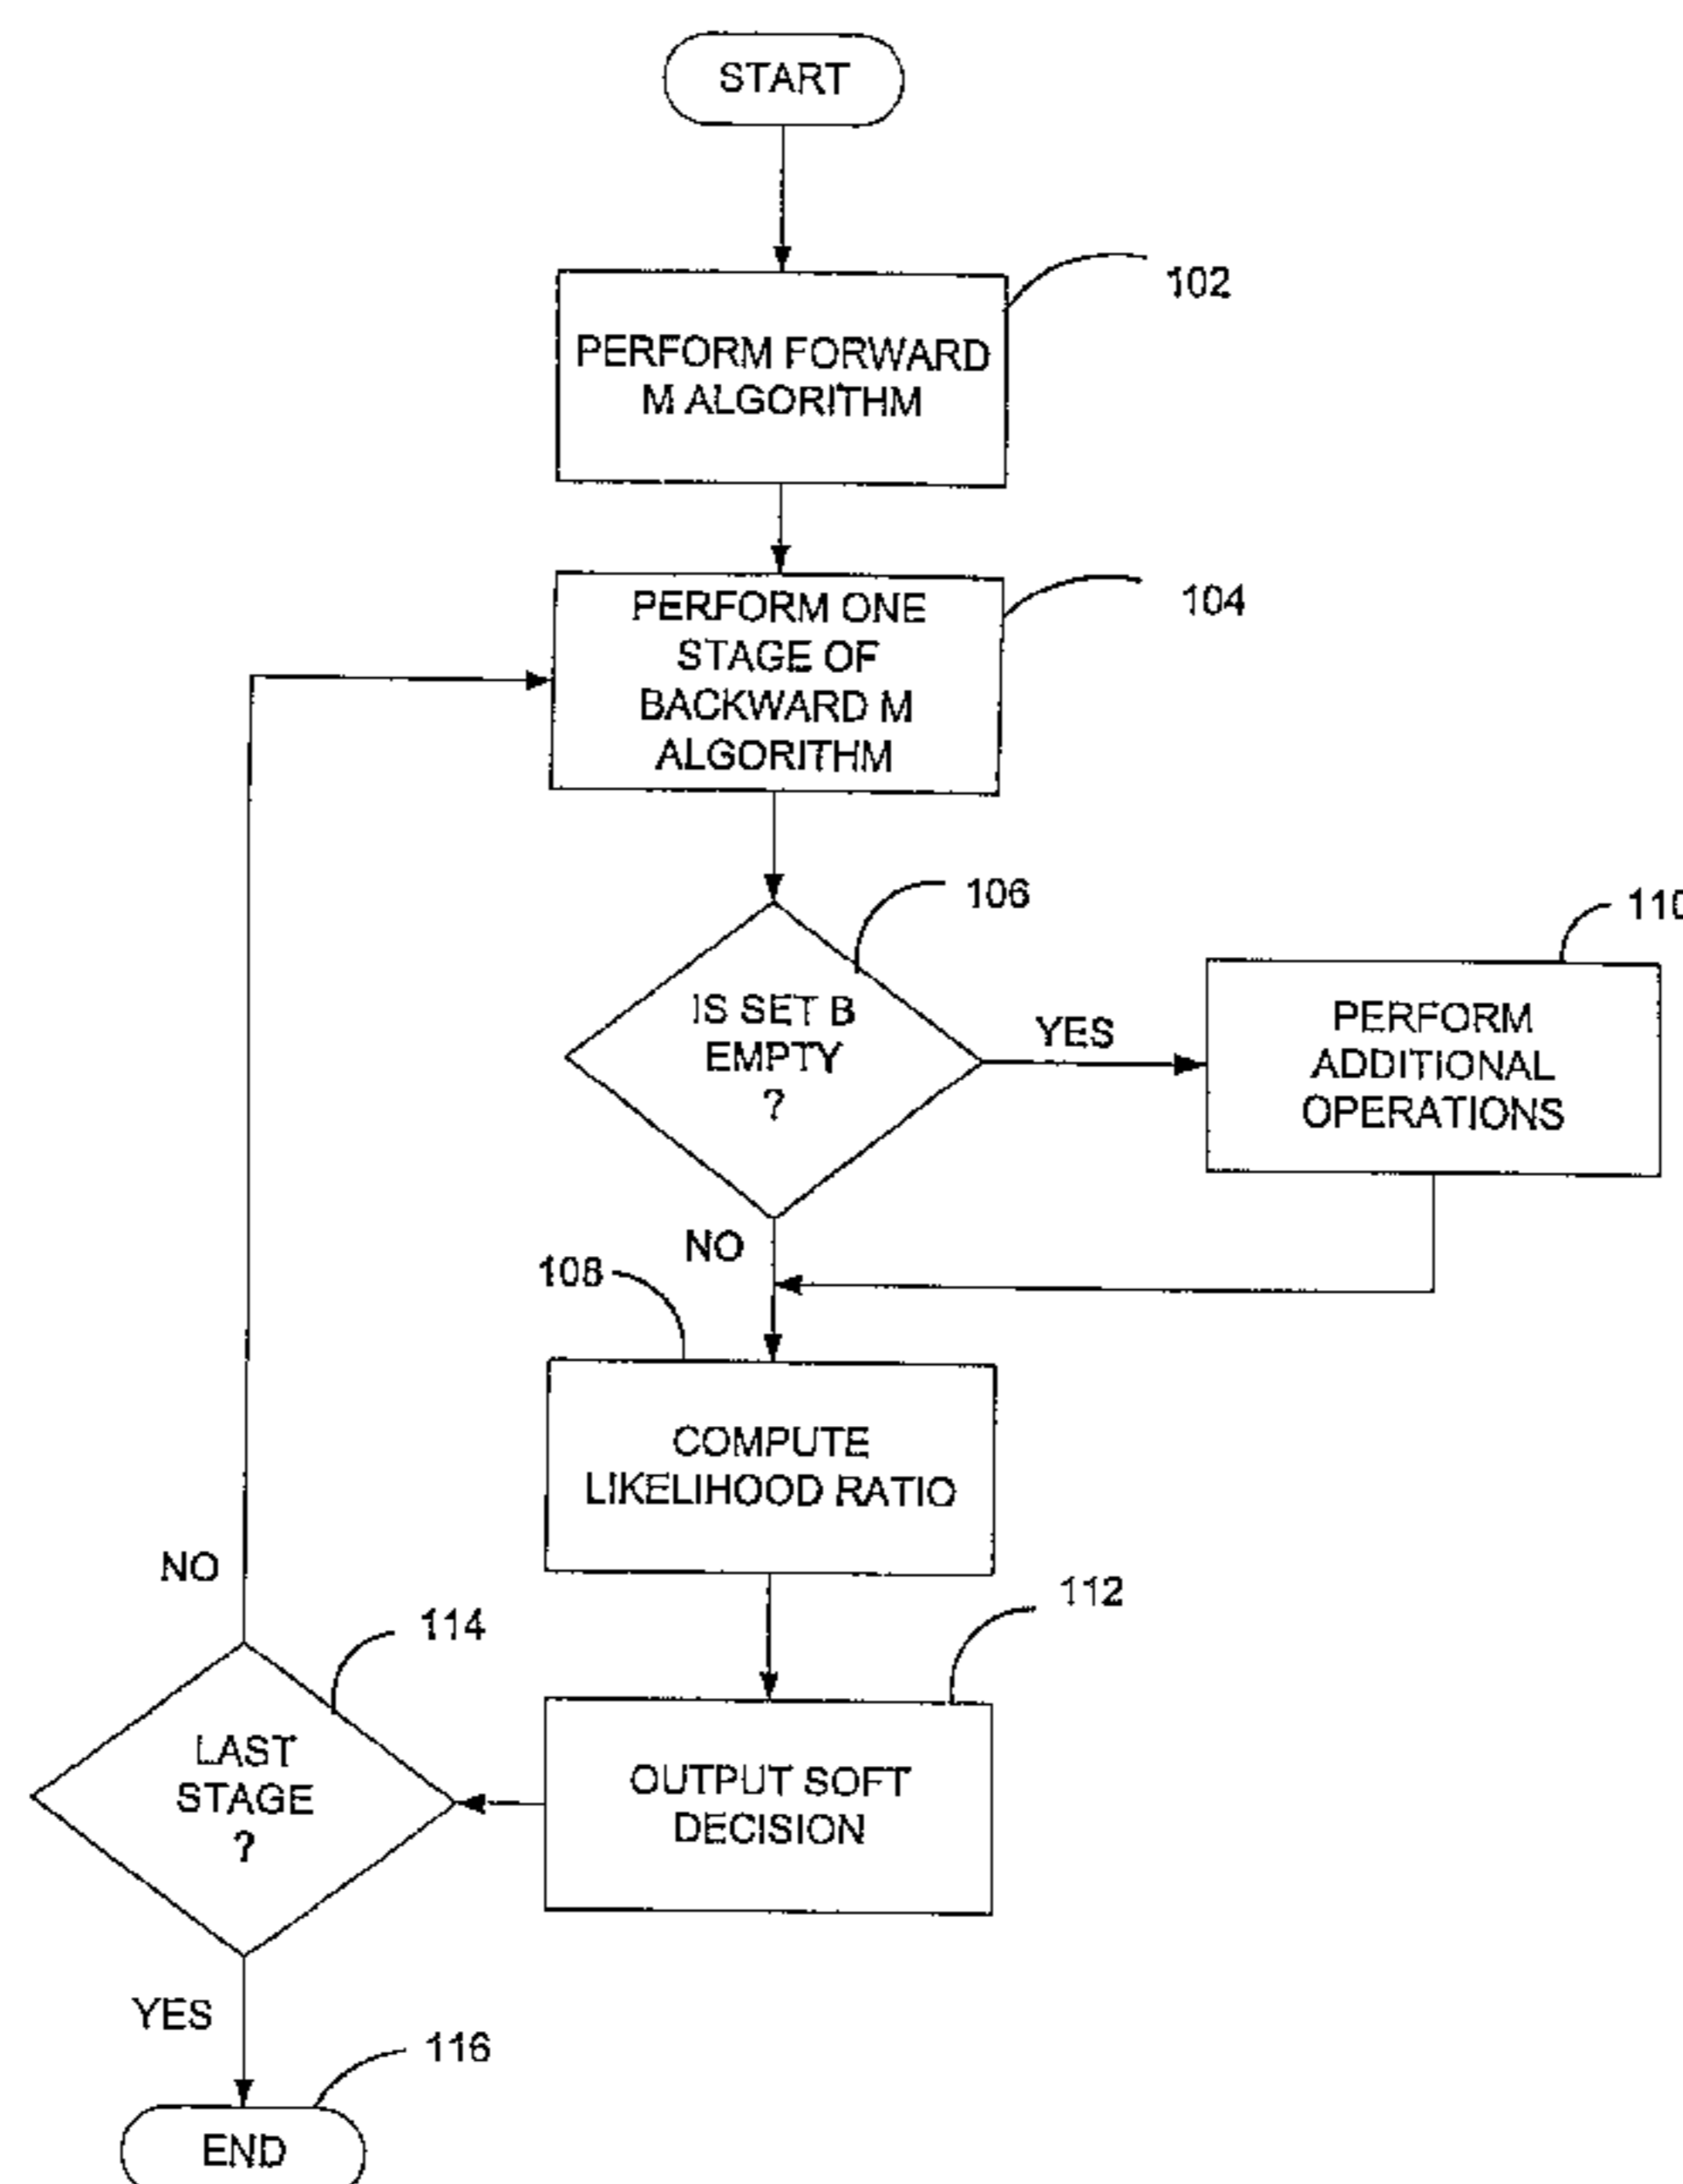 START
102
PERFORM FORWARD
M ALGORITHM
104
PERFORM ONE
STAGE OF
BACKWARD M
ALGORITHM
106
110
IS SET B
EMPTY
?
YES
PERFORM
ADDITIONAL
OPERATIONS
NO
108
COMPUTE
LIKELIHOOD RATIO
NO
112
114
LAST
STAGE
?
OUTPUT SOFT
DECISION
YES
116
END